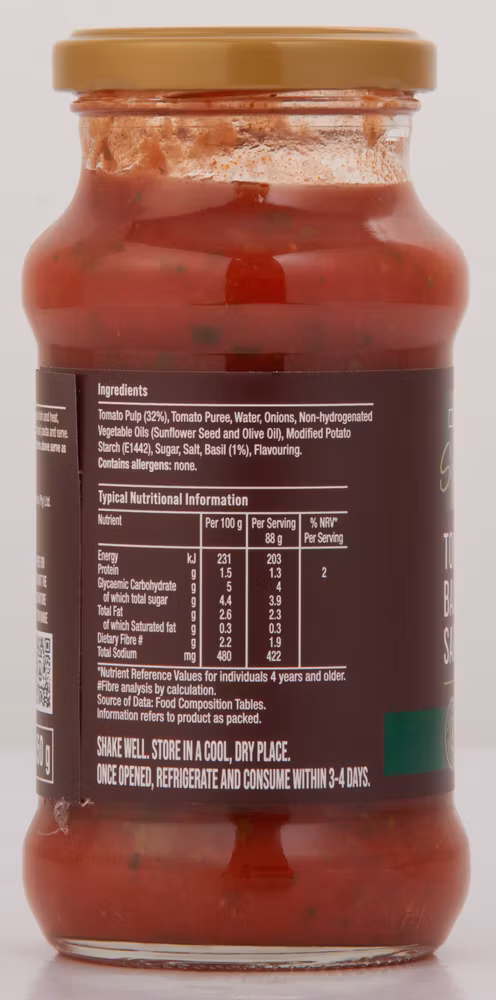 Ingredients
Tomato Pulp (32%), Tomato Puree, Water, Onions, Non-hydrogenated
Vegetable Oils (Sunflower Seed and Olive Oil), Modified Potato
Starch (E1442), Sugar, Salt, Basil (1%), Flavouring.
Contains allergens: none.
Typical Nutritional Information
Nutrient Per 100 g Per Serving 88 g % NRV* Per Serving
Energy kJ 231 203
Protein g 1.5 1.3 2
Glycaemic Carbohydrate g 5 4
of which total sugar g 4.4 3.9
Total Fat g 2.6 2.3
of which Saturated fat g 0.3 0.3
Dietary Fibre # g 2.2 1.9
Total Sodium mg 480 422
*Nutrient Reference Values for individuals 4 years and older.
#Fibre analysis by calculation.
Source of Data: Food Composition Tables.
Information refers to product as packed.
SHAKE WELL. STORE IN A COOL, DRY PLACE.
ONCE OPENED, REFRIGERATE AND CONSUME WITHIN 3-4 DAYS.